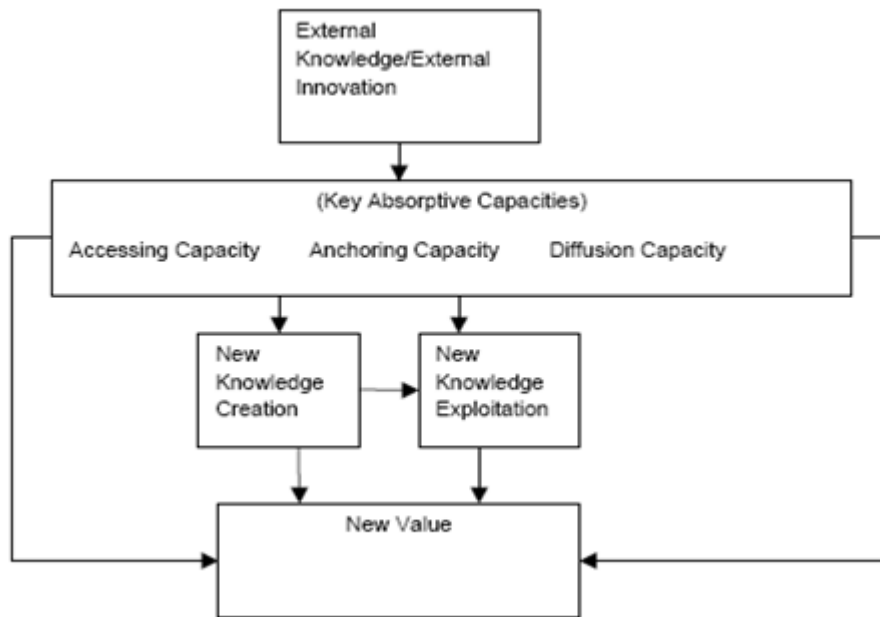 External
Knowledge/External
Innovation
(Key Absorptive Capacities)
Accessing Capacity Anchoring Capacity Diffusion Capacity
New
Knowledge
Creation
New
Knowledge
Exploitation
New Value